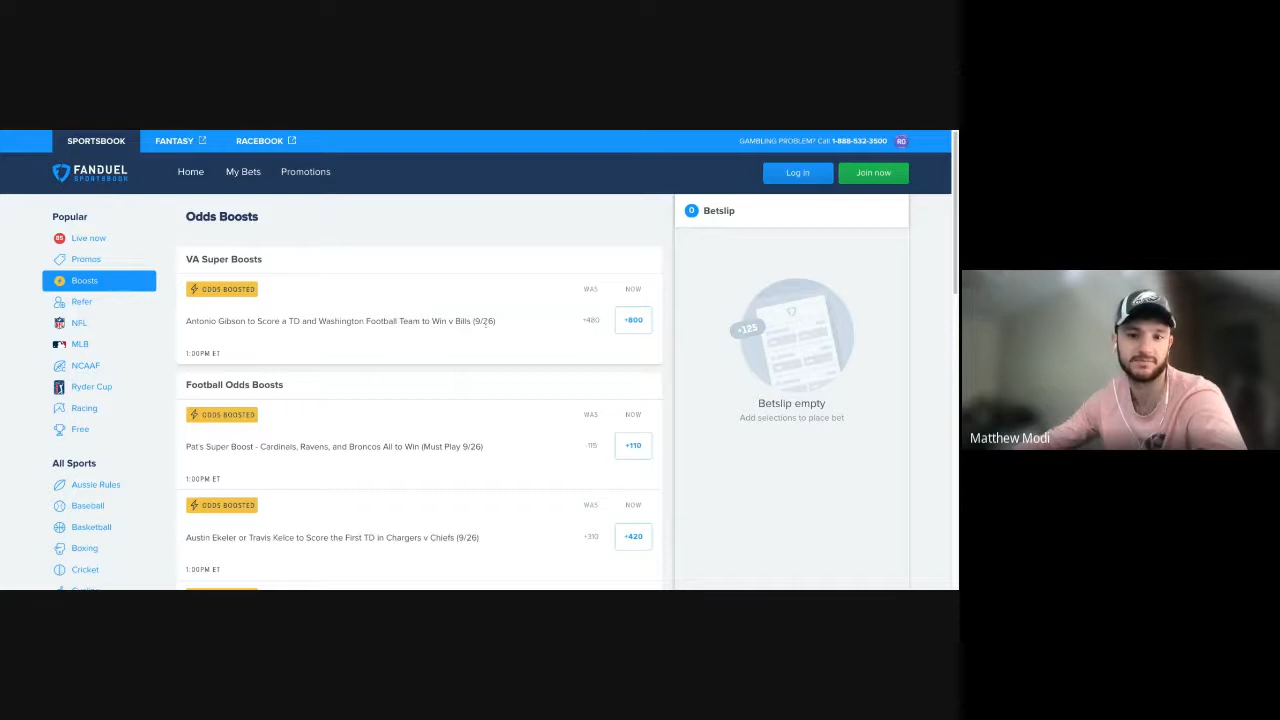 SPORTSBOOK FANTASY RACEBOOK GAMBLING PROBLEM? Call 1-888-532-3500 RG
FANDUEL
SPORTSBOOK
Home My Bets Promotions Log in Join now
Popular
85 Live now
Promos
Boosts
Refer
NFL
MLB
NCAAF
Ryder Cup
Racing
Free
All Sports
Aussie Rules
Baseball
Basketball
Boxing
Cricket
Odds Boosts
VA Super Boosts
ODDS BOOSTED WAS NOW
Antonio Gibson to Score a TD and Washington Football Team to Win v Bills (9/26) +480 +800
1:00PM ET
Football Odds Boosts
ODDS BOOSTED WAS NOW
Pat's Super Boost - Cardinals, Ravens, and Broncos All to Win (Must Play 9/26) -115 +110
1:00PM ET
ODDS BOOSTED WAS NOW
Austin Ekeler or Travis Kelce to Score the First TD in Chargers v Chiefs (9/26) +310 +420
1:00PM ET
0 Betslip
+125
Betslip empty
Add selections to place bet
Matthew Modi